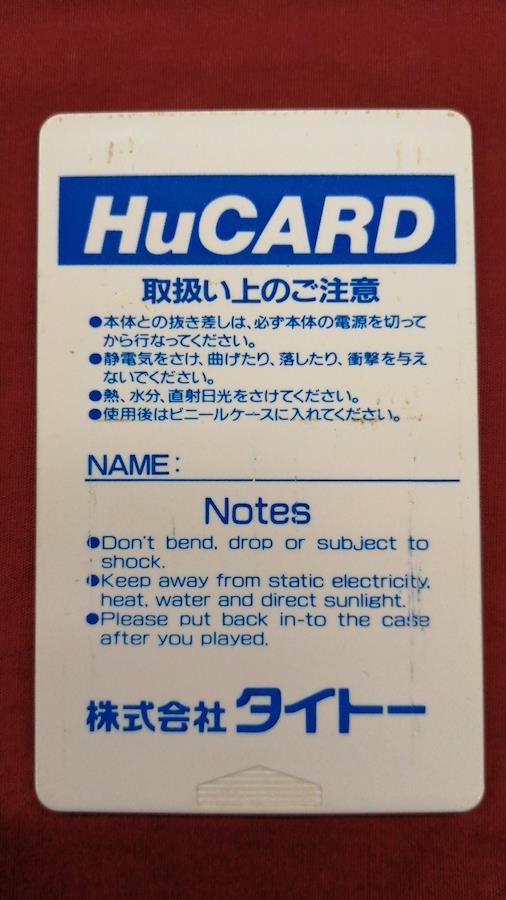 HuCARD
取扱い上のご注意
●本体との抜き差しは、必ず本体の電源を切って
から行なってください。
●静電気をさけ、曲げたり、落したり、衝撃を与え
ないでください。
●熱、水分、直射日光をさけてください。
●使用後はビニールケースに入れてください。
NAME:
Notes
●Don't bend, drop or subject to
shock.
●Keep away from static electricity,
heat, water and direct sunlight.
●Please put back in-to the case
after you played.
株式会社 タイトー